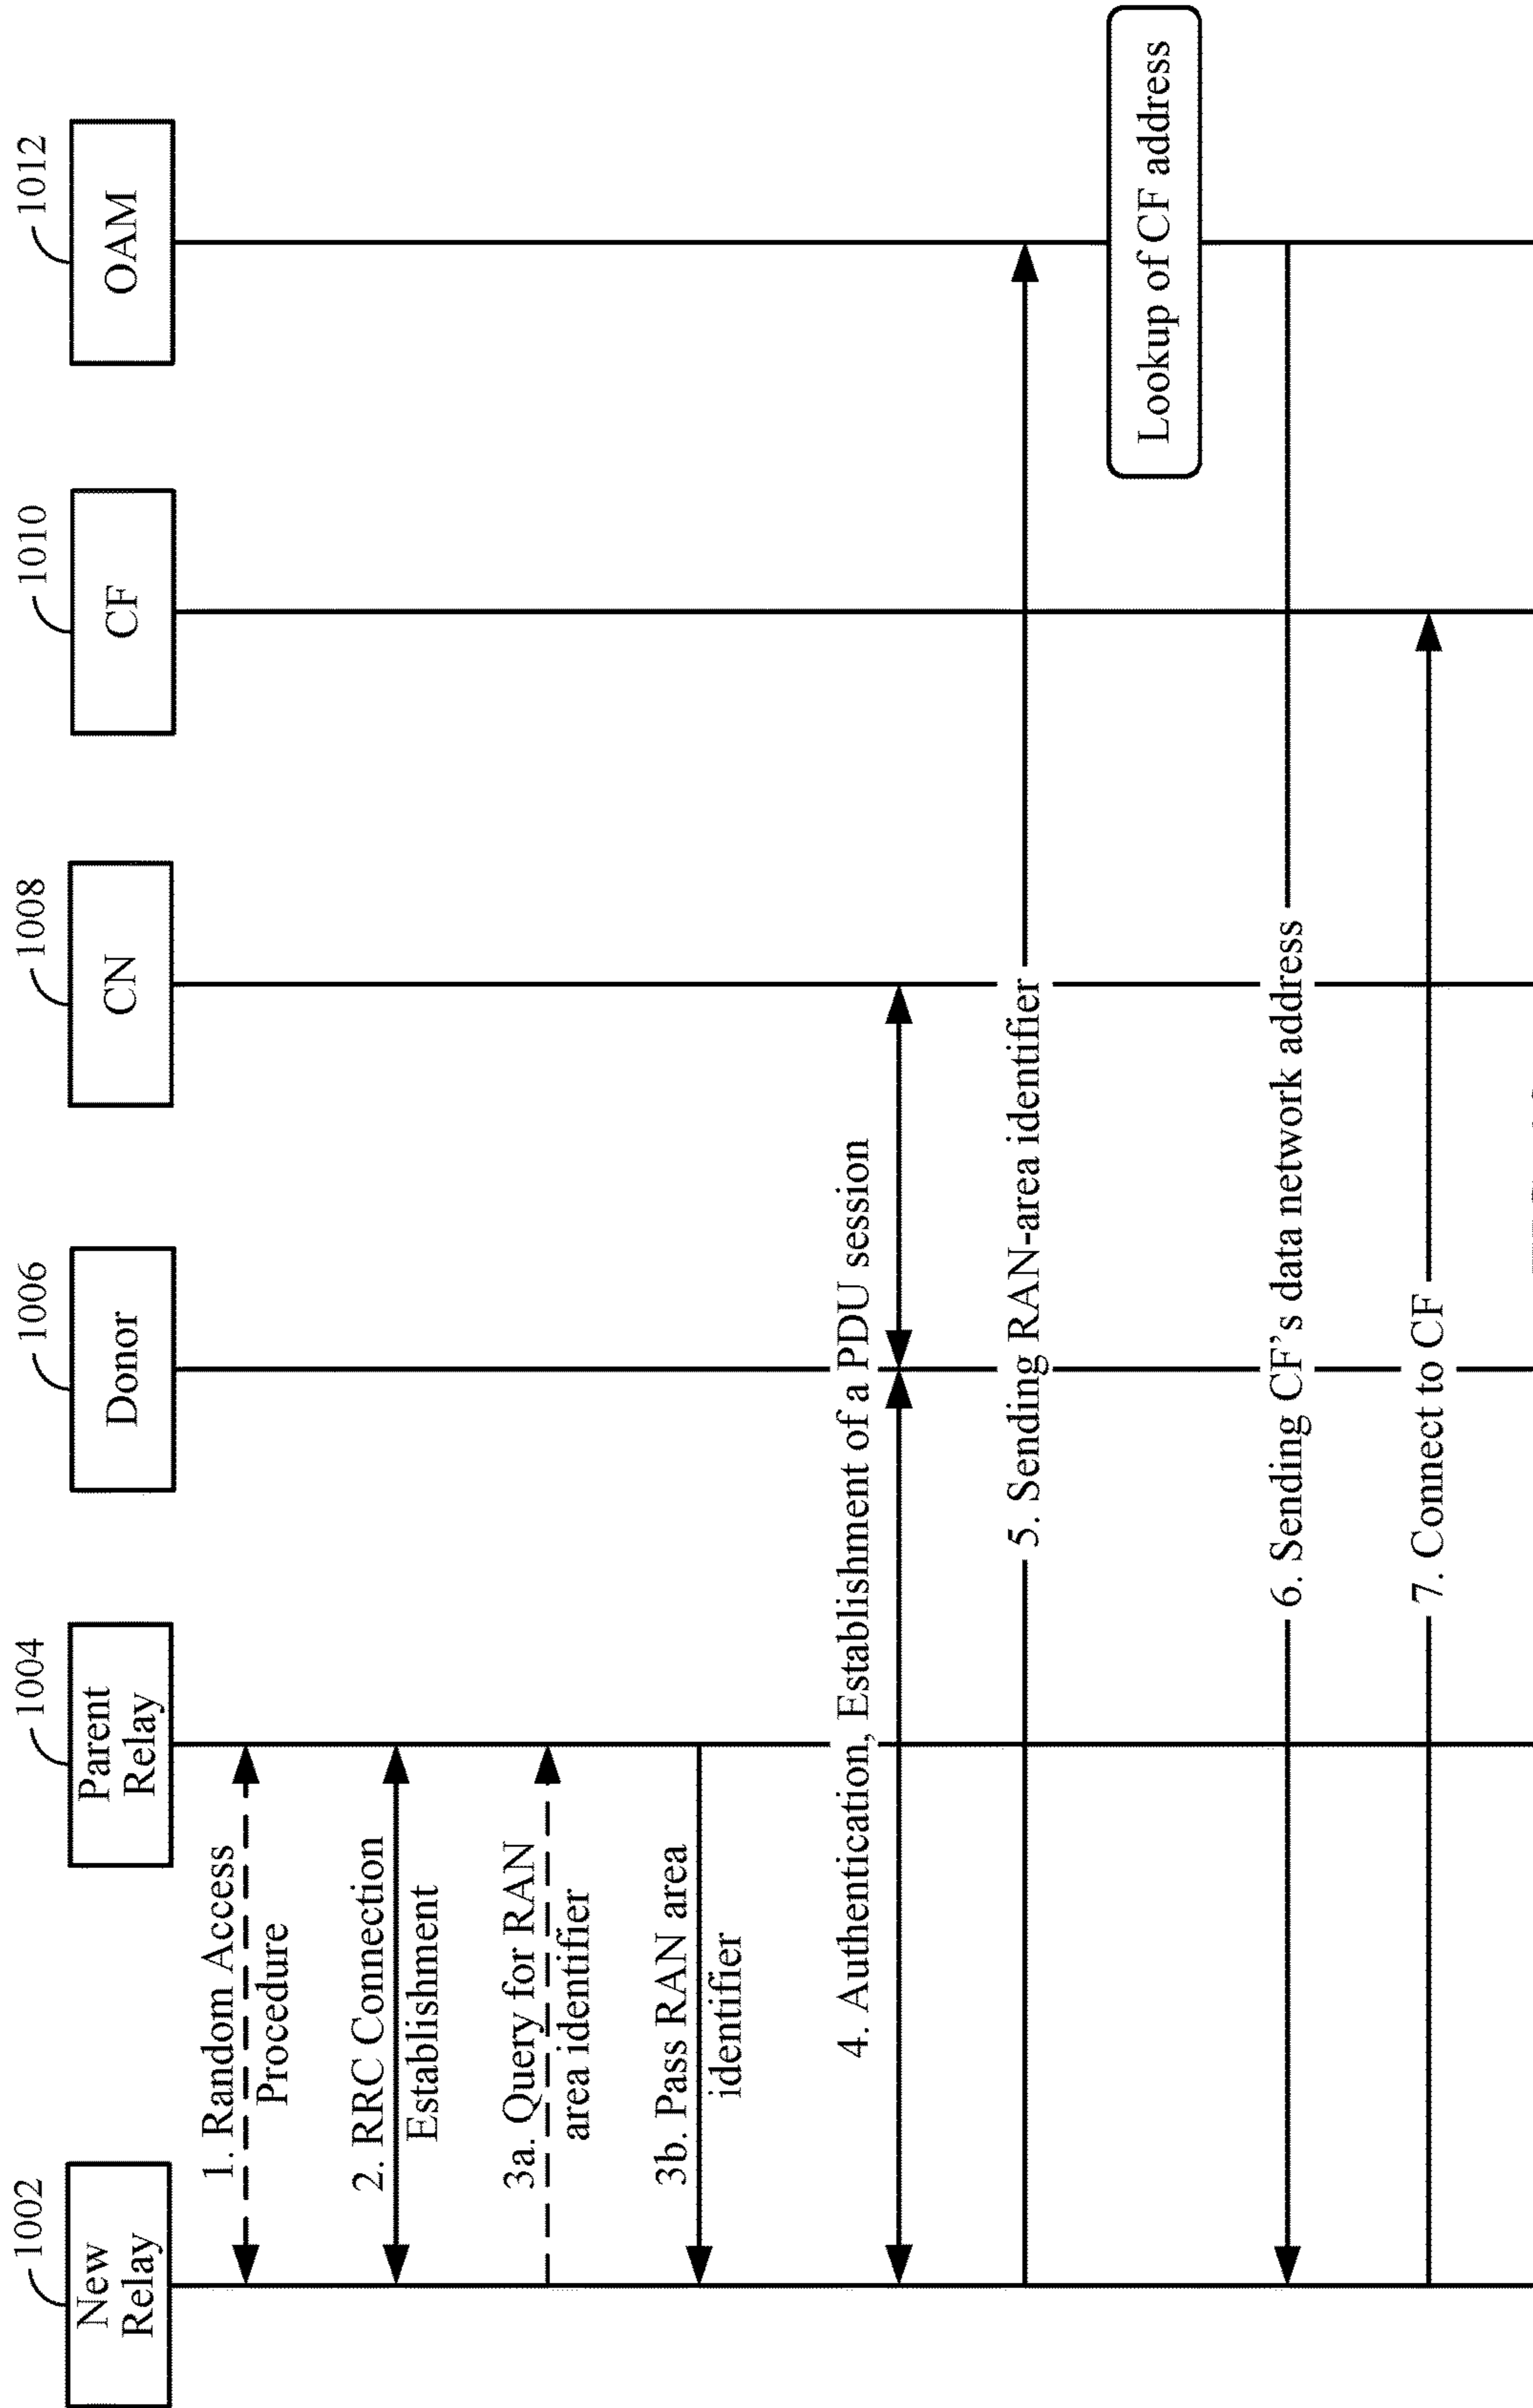 1002
1004
1006
1008
1010
1012
New
Relay
Parent
Relay
Donor
CN
CF
OAM
1. Random Access
Procedure
2. RRC Connection
Establishment
3a. Query for RAN
area identifier
3b. Pass RAN area
identifier
4. Authentication, Establishment of a PDU session
5. Sending RAN-area identifier
Lookup of CF address
6. Sending CF's data network address
7. Connect to CF